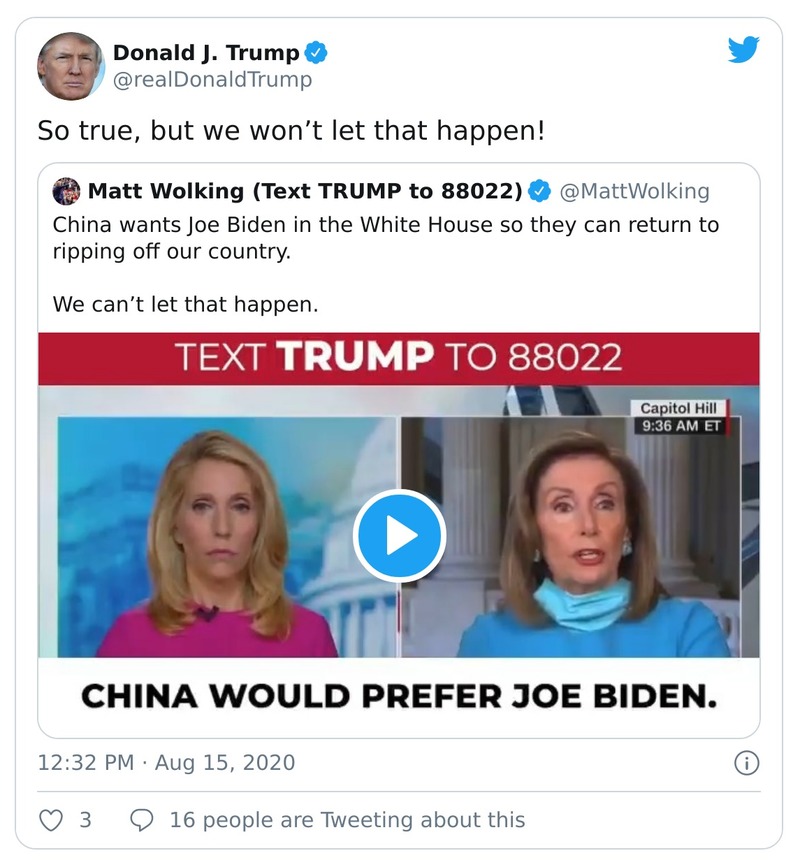 Donald J. Trump
@realDonaldTrump
So true, but we won’t let that happen!
Matt Wolking (Text TRUMP to 88022) @MattWolking
China wants Joe Biden in the White House so they can return to
ripping off our country.
We can’t let that happen.
TEXT TRUMP TO 88022
Capitol Hill
9:36 AM ET
CHINA WOULD PREFER JOE BIDEN.
12:32 PM · Aug 15, 2020
3 16 people are Tweeting about this